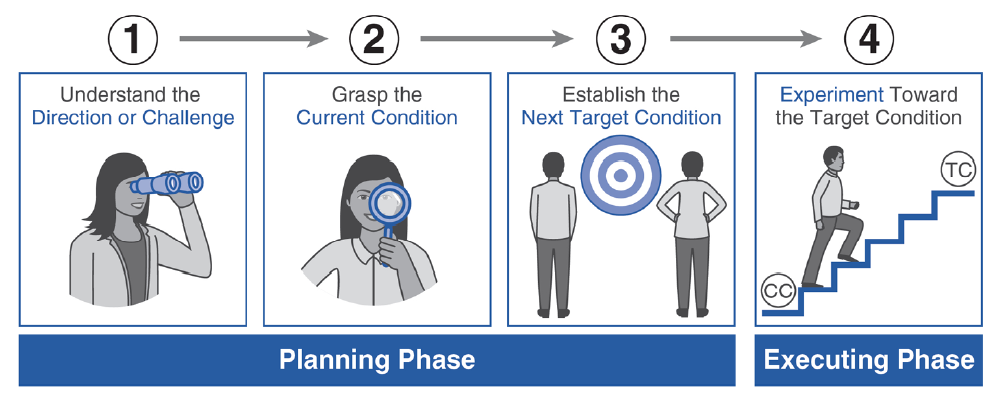 1
2
3
4
Understand the
Direction or Challenge
Grasp the
Current Condition
Establish the
Next Target Condition
Experiment Toward
the Target Condition
TC
CC
Planning Phase
Executing Phase